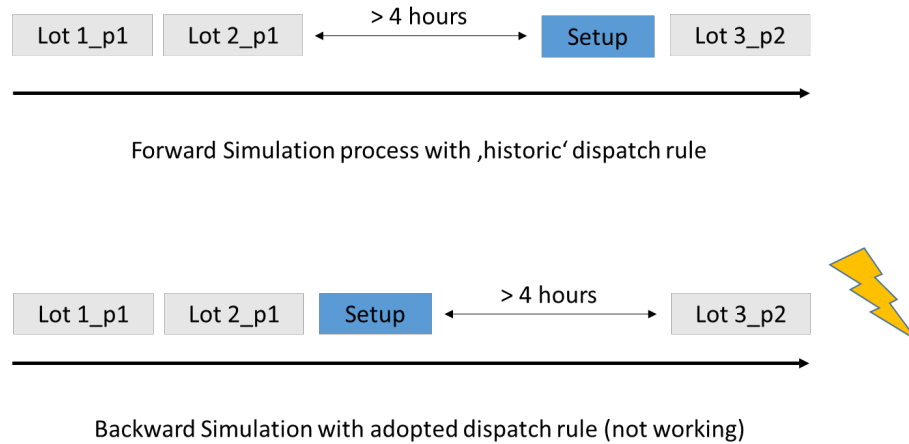 > 4 hours
Lot 1_p1 Lot 2_p1 Setup Lot 3_p2
Forward Simulation process with ‚historic‘ dispatch rule
> 4 hours
Lot 1_p1 Lot 2_p1 Setup Lot 3_p2
Backward Simulation with adopted dispatch rule (not working)